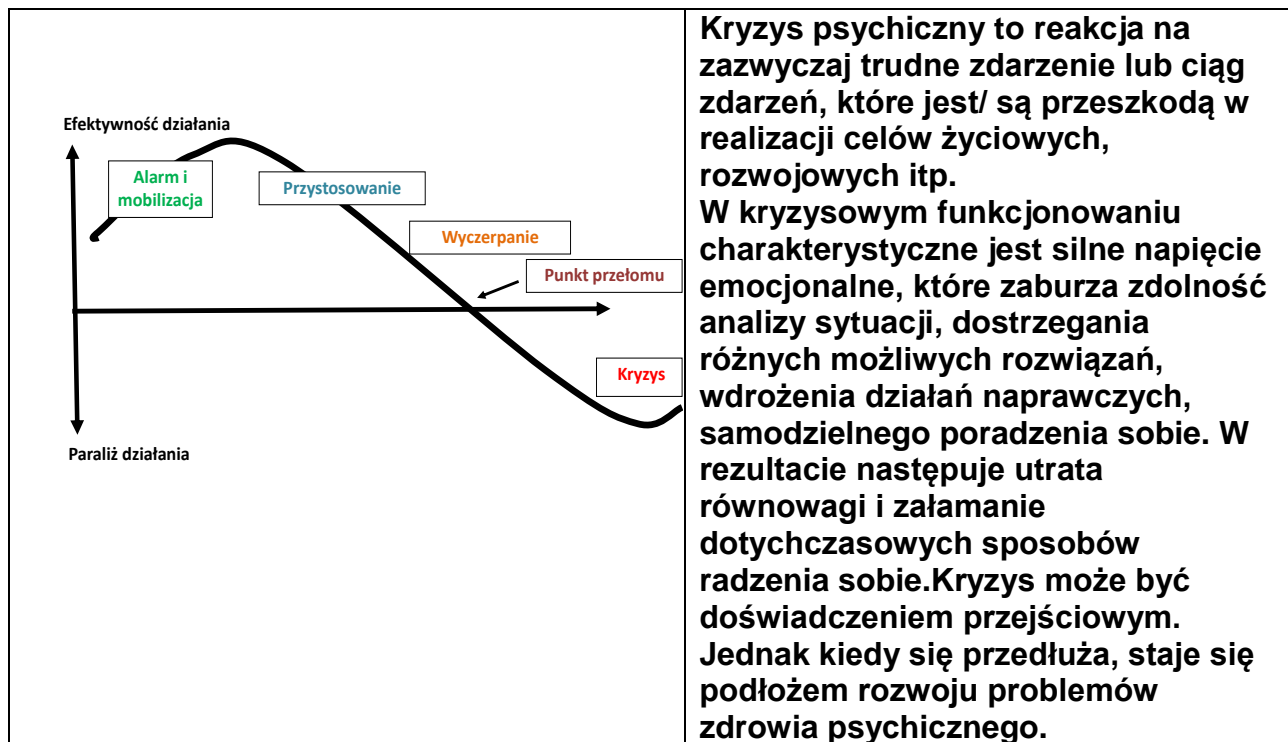 Efektywność działania
Alarm i
mobilizacja
Przystosowanie
Wyczerpanie
Punkt przełomu
Kryzys
Paraliż działania
Kryzys psychiczny to reakcja na
zazwyczaj trudne zdarzenie lub ciąg
zdarzeń, które jest/ są przeszkodą w
realizacji celów życiowych,
rozwojowych itp.
W kryzysowym funkcjonowaniu
charakterystyczne jest silne napięcie
emocjonalne, które zaburza zdolność
analizy sytuacji, dostrzegania
różnych możliwych rozwiązań,
wdrożenia działań naprawczych,
samodzielnego poradzenia sobie. W
rezultacie następuje utrata
równowagi i załamanie
dotychczasowych sposobów
radzenia sobie.Kryzys może być
doświadczeniem przejściowym.
Jednak kiedy się przedłuża, staje się
podłożem rozwoju problemów
zdrowia psychicznego.